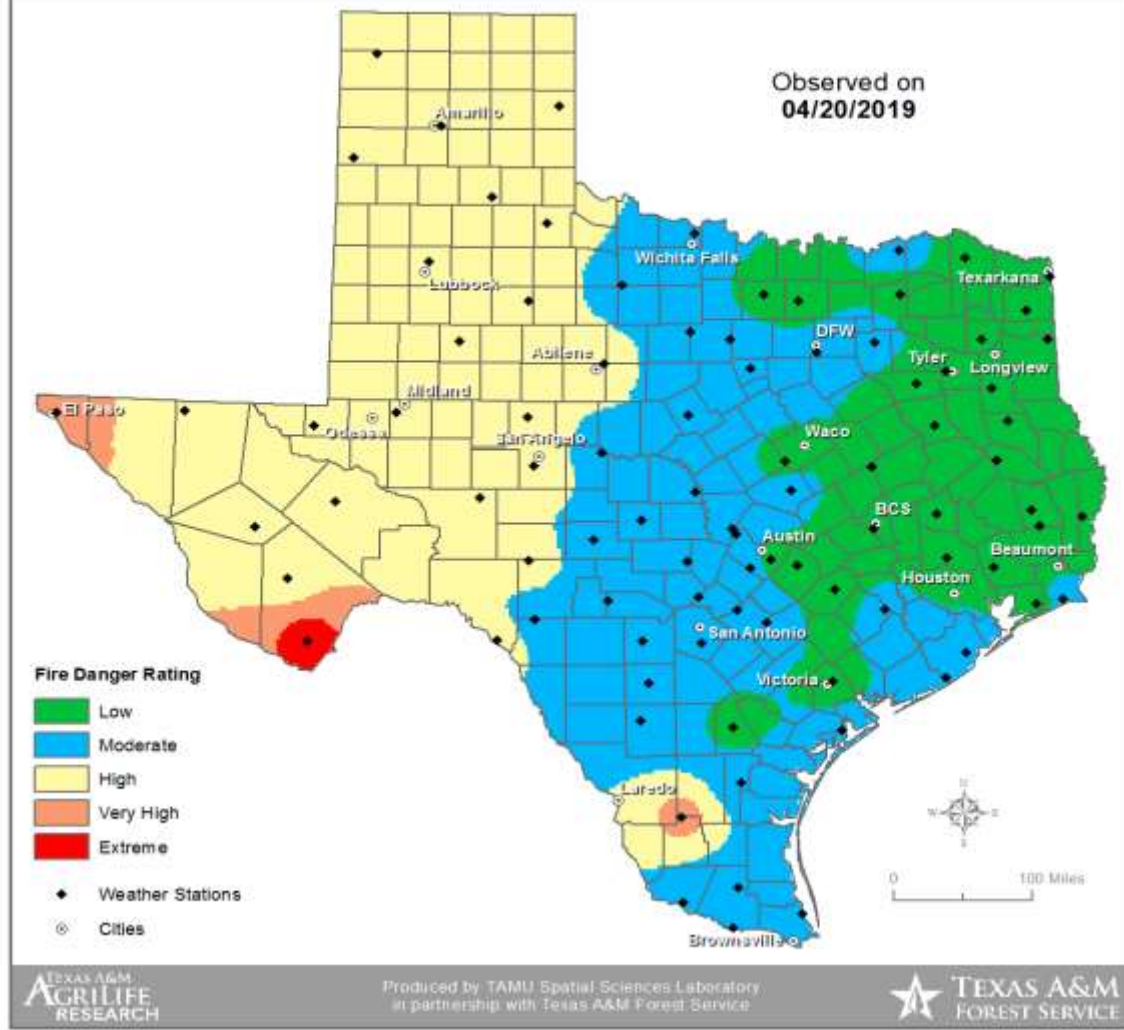 Observed on
04/20/2019
Amarillo
Wichita Falls
Texarkana
Lubbock
DFW
Abilene
Tyler
Longview
Midland
El Paso
Odessa
Waco
San Angelo
BCS
Austin
Beaumont
Houston
San Antonio
Fire Danger Rating
Victoria
Low
Moderate
High
Laredo
N
Very High
W
E
S
Extreme
0 100 Miles
Weather Stations
Cities
Brownsville
TEXAS A&M
AGRILIFE
RESEARCH
Produced by TAMU Spatial Sciences Laboratory
in partnership with Texas A&M Forest Service
TEXAS A&M
FOREST SERVICE